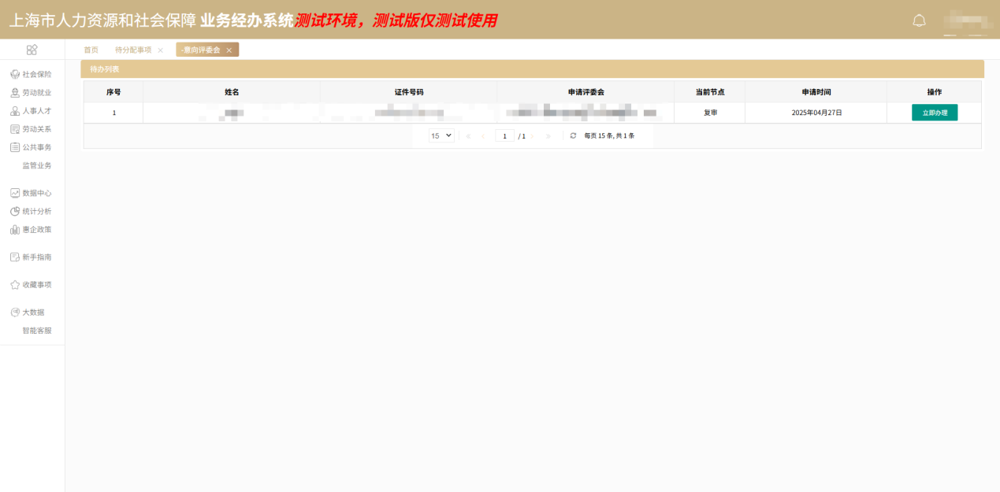 上海市人力资源和社会保障 业务经办系统测试环境，测试版仅测试使用
首页 待分配事项 × -意向评委会 ×
社会保险
劳动就业
人事人才
劳动关系
公共事务
监管业务
数据中心
统计分析
惠企政策
新手指南
收藏事项
大数据
智能客服
待办列表
序号 姓名 证件号码 申请评委会 当前节点 申请时间 操作
1 复审 2025年04月27日 立即办理
15 « ‹ 1 / 1 › » 每页 15 条, 共 1 条